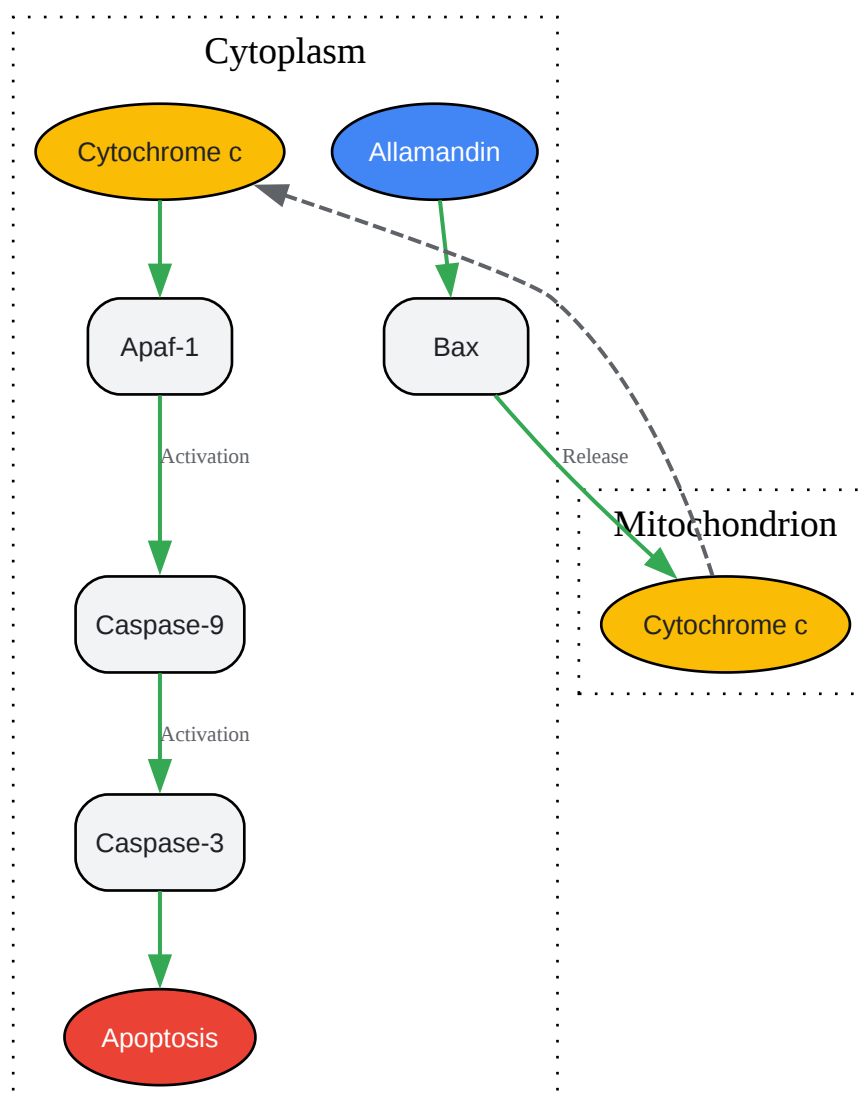 Cytoplasm
Cytochrome c
Allamandin
Apaf-1
Bax
Activation
Release
Mitochondrion
Caspase-9
Cytochrome c
Activation
Caspase-3
Apoptosis